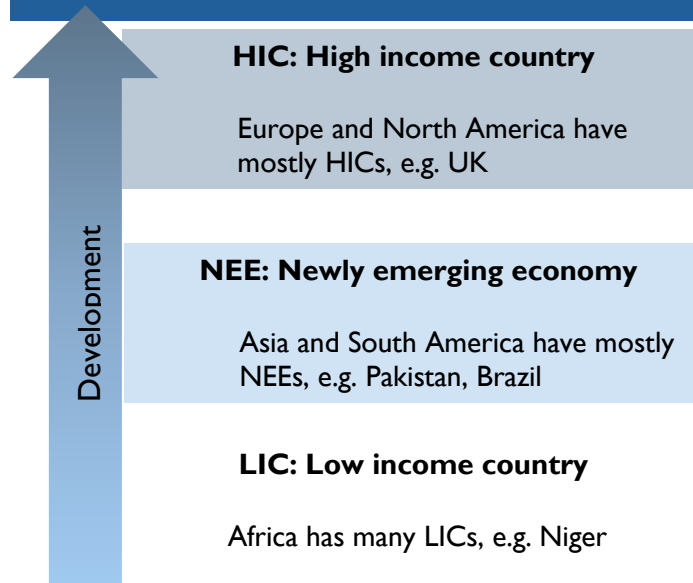 HIC: High income country
Europe and North America have
mostly HICs, e.g. UK
Development
NEE: Newly emerging economy
Asia and South America have mostly
NEEs, e.g. Pakistan, Brazil
LIC: Low income country
Africa has many LICs, e.g. Niger